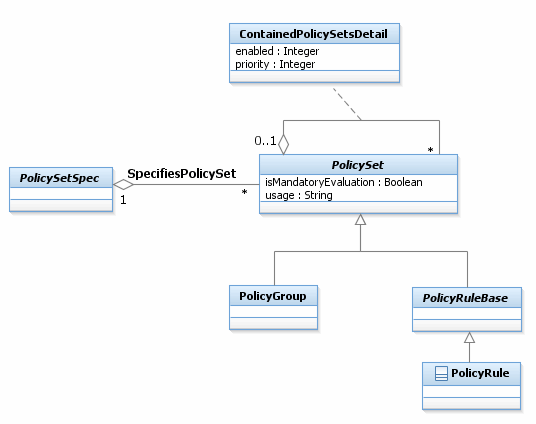 ContainedPolicySetsDetail
enabled : Integer
priority : Integer
0..1
*
PolicySet
isMandatoryEvaluation : Boolean
usage : String
PolicySetSpec
SpecifiesPolicySet
1
*
PolicyGroup
PolicyRuleBase
PolicyRule